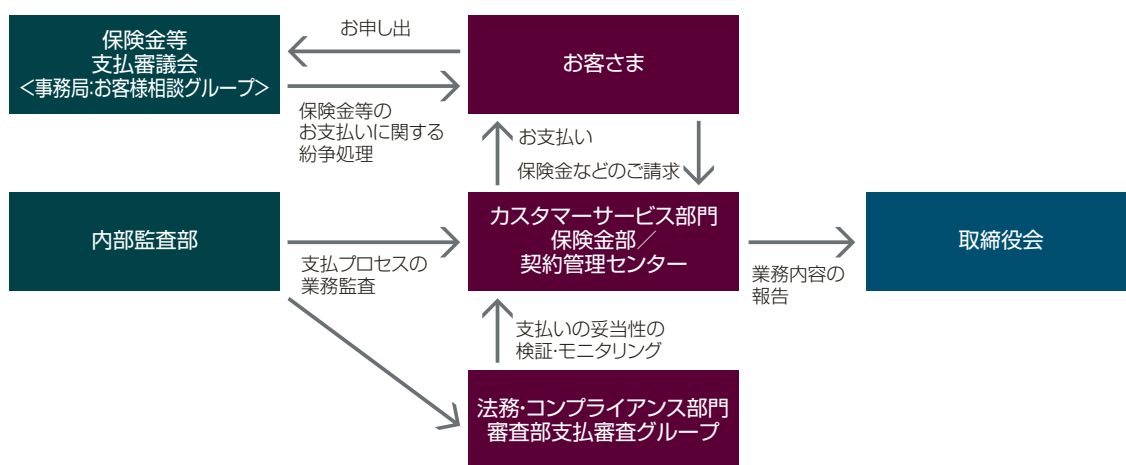 保険金等
支払審議会
<事務局:お客様相談グループ>
お申し出
お客さま
保険金等の
お支払いに関する
紛争処理
お支払い
保険金などのご請求
内部監査部
支払プロセスの
業務監査
カスタマーサービス部門
保険金部/
契約管理センター
業務内容の
報告
取締役会
支払いの妥当性の
検証・モニタリング
法務・コンプライアンス部門
審査部支払審査グループ